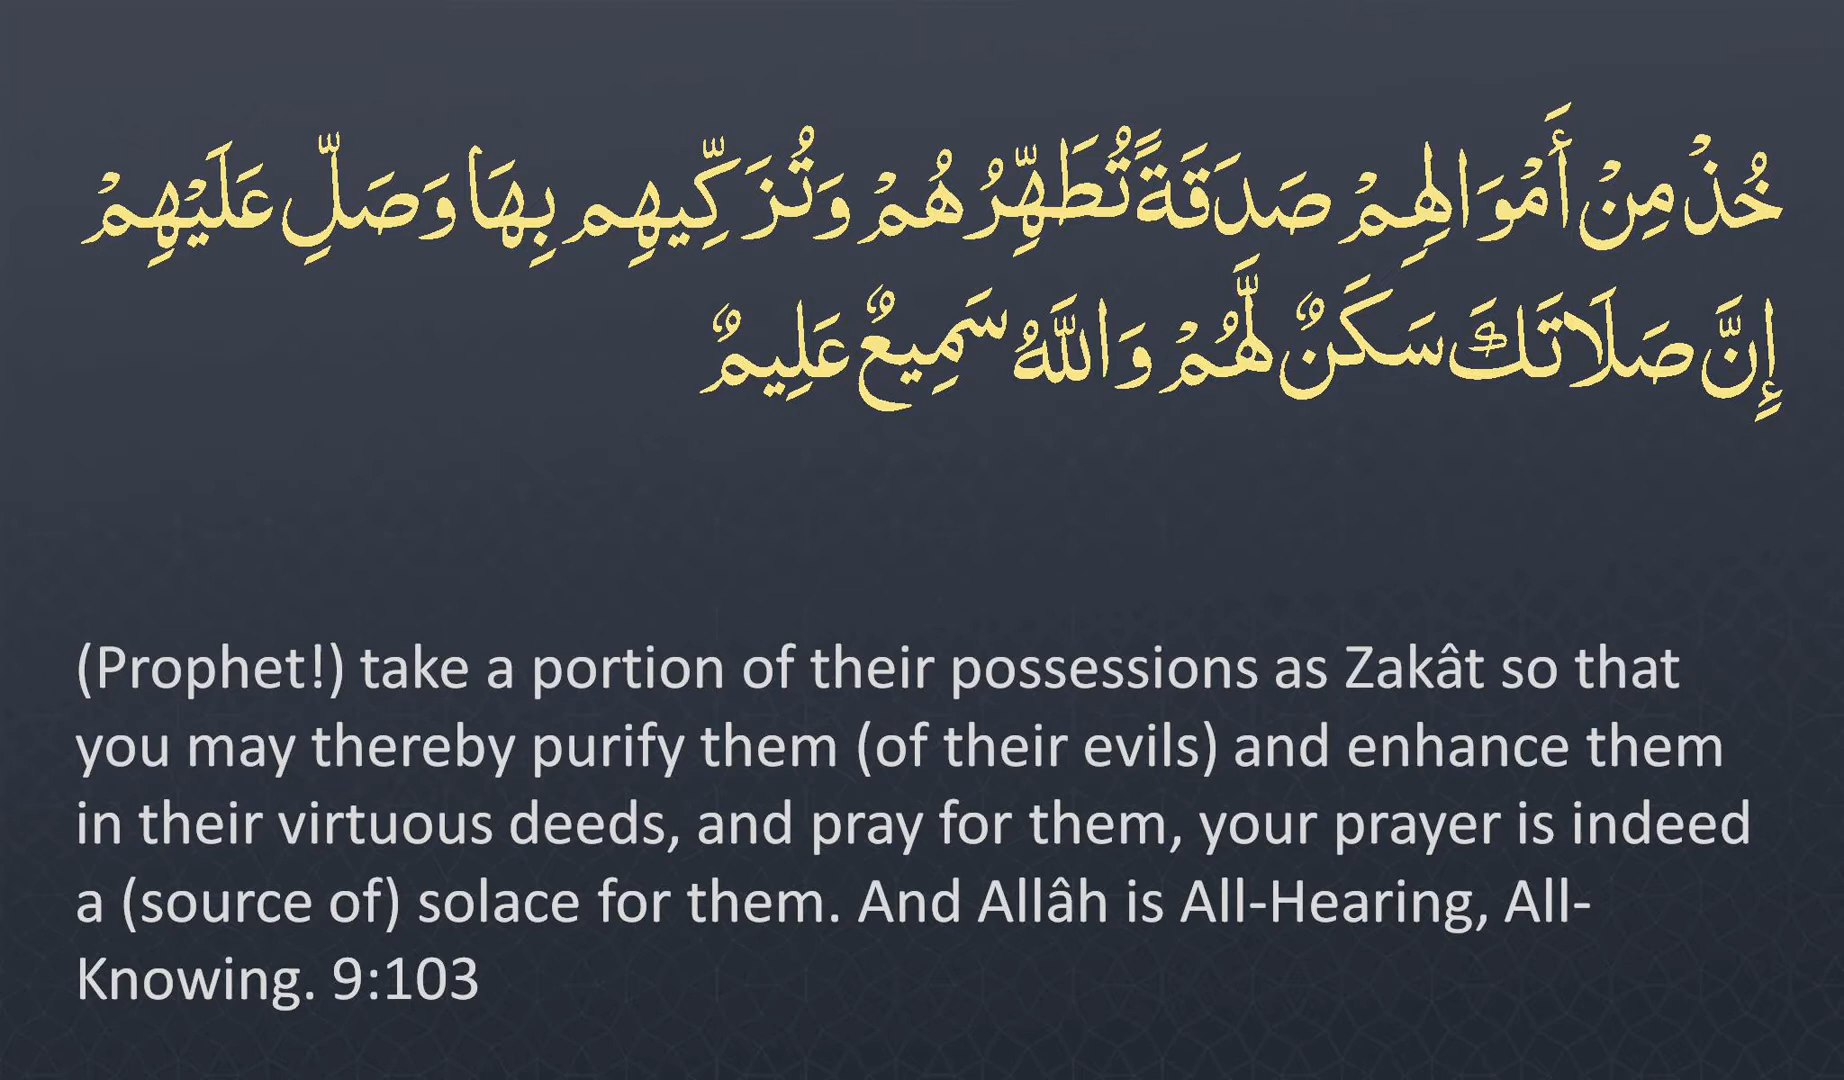 خُذْ مِنْ أَمْوَالِهِمْ صَدَقَةً تُطَهِّرُهُمْ وَتُزَكِّيهِم بِهَا وَصَلِّ عَلَيْهِمْ
إِنَّ صَلَاتَكَ سَكَنٌ لَّهُمْ وَاللَّهُ سَمِيعٌ عَلِيمٌ
(Prophet!) take a portion of their possessions as Zakât so that
you may thereby purify them (of their evils) and enhance them
in their virtuous deeds, and pray for them, your prayer is indeed
a (source of) solace for them. And Allâh is All-Hearing, All-
Knowing. 9:103